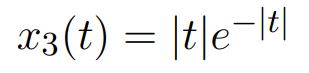 x₃(t) = |t|e^{-|t|}